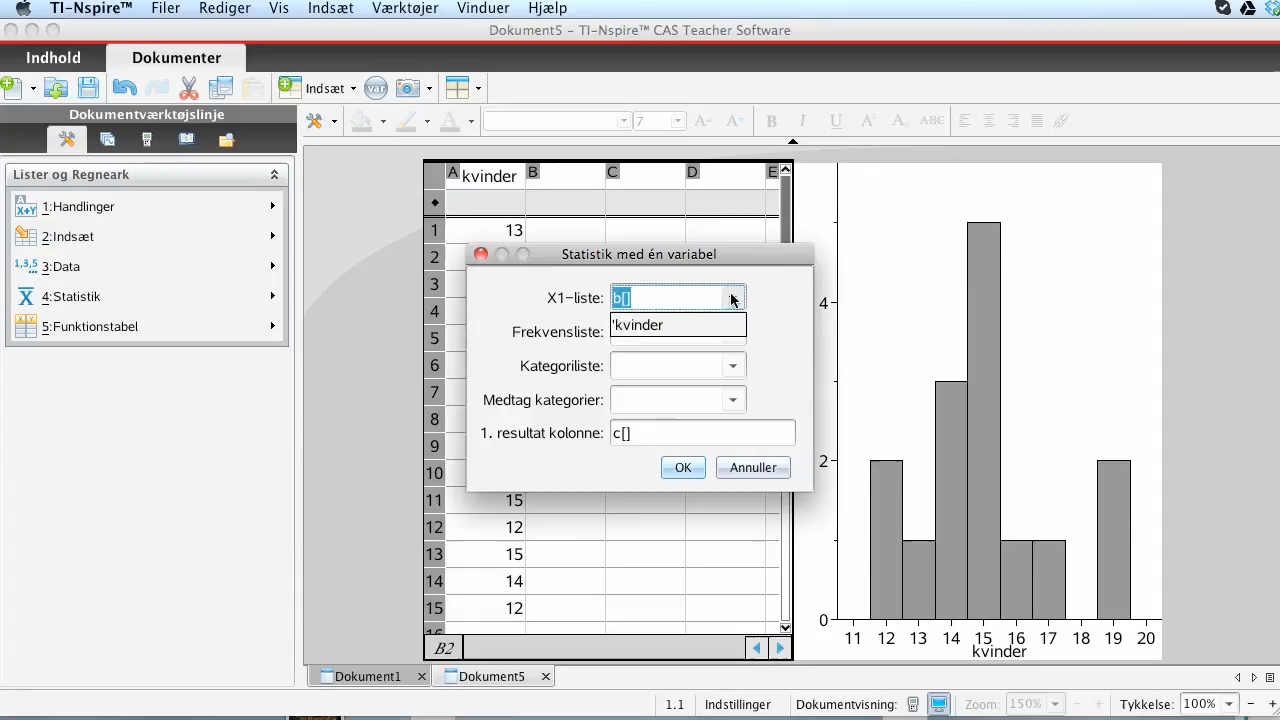 TI-Nspire™ Filer Rediger Vis Indsæt Værktøjer Vinduer Hjælp
Dokument5 - TI-Nspire™ CAS Teacher Software
Indhold Dokumenter
Indsæt var
Dokumentværktøjslinje
7 B I U A A ABC
Lister og Regneark
1:Handlinger
2:Indsæt
3:Data
4:Statistik
5:Funktionstabel
A kvinder B C D E
1 13
2
3
4
5
6
7
8
9
10
11 15
12 12
13 15
14 14
15 12
16
B2
Statistik med én variabel
X1-liste: b[]
'kvinder
Frekvensliste:
Kategoriliste:
Medtag kategorier:
1. resultat kolonne: c[]
OK Annuller
4
2
0
11 12 13 14 15 16 17 18 19 20
kvinder
Dokument1 Dokument5
1.1 Indstillinger Dokumentvisning: Zoom: 150% Tykkelse: 100%